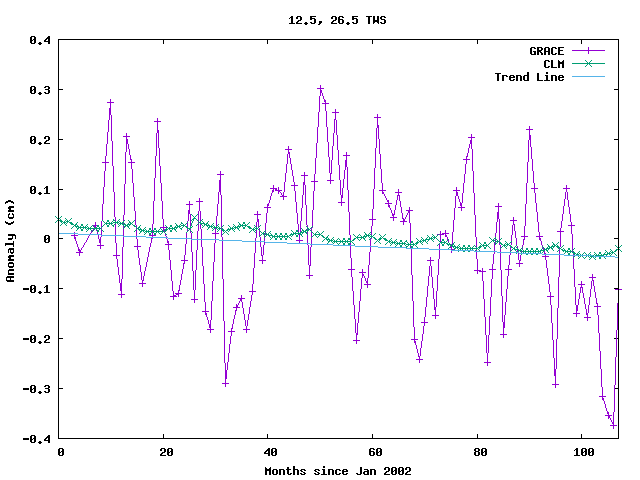 12.5, 26.5 TWS
GRACE
CLM
Trend Line
0.4
0.3
0.2
0.1
0
-0.1
-0.2
-0.3
-0.4
Anomaly (cm)
0 20 40 60 80 100
Months since Jan 2002